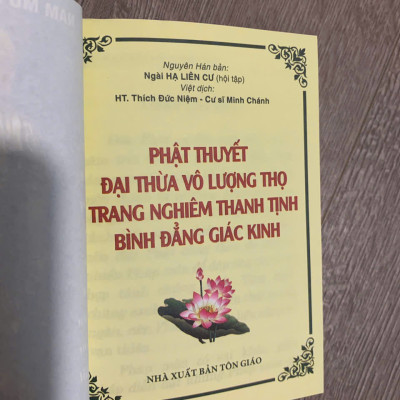 Nguyên Hán bản:
Ngài HẠ LIÊN CƯ (hội tập)
Việt dịch:
HT. Thích Đức Niệm - Cư sĩ Minh Chánh
PHẬT THUYẾT
ĐẠI THỪA VÔ LƯỢNG THỌ
TRANG NGHIÊM THANH TỊNH
BÌNH ĐẲNG GIÁC KINH
NHÀ XUẤT BẢN TÔN GIÁO